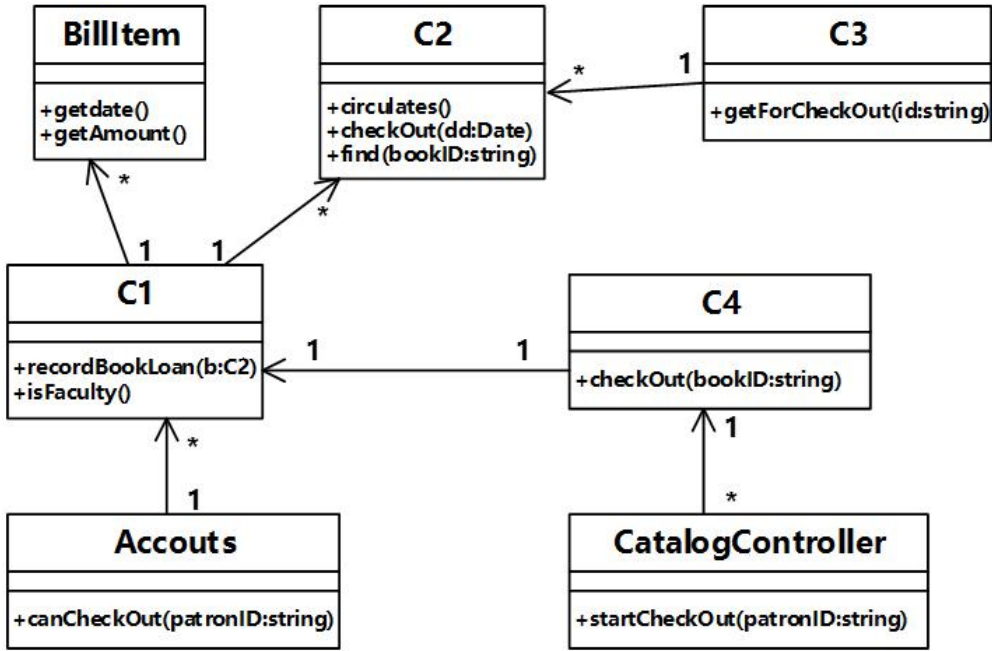 BillItem
+getdate()
+getAmount()
C2
+circulates()
+checkOut(dd:Date)
+find(bookID:string)
C3
+getForCheckOut(id:string)
*
1
*
1
1
*
C1
+recordBookLoan(b:C2)
+isFaculty()
1
1
C4
+checkOut(bookID:string)
*
1
1
*
Accouts
+canCheckOut(patronID:string)
CatalogController
+startCheckOut(patronID:string)